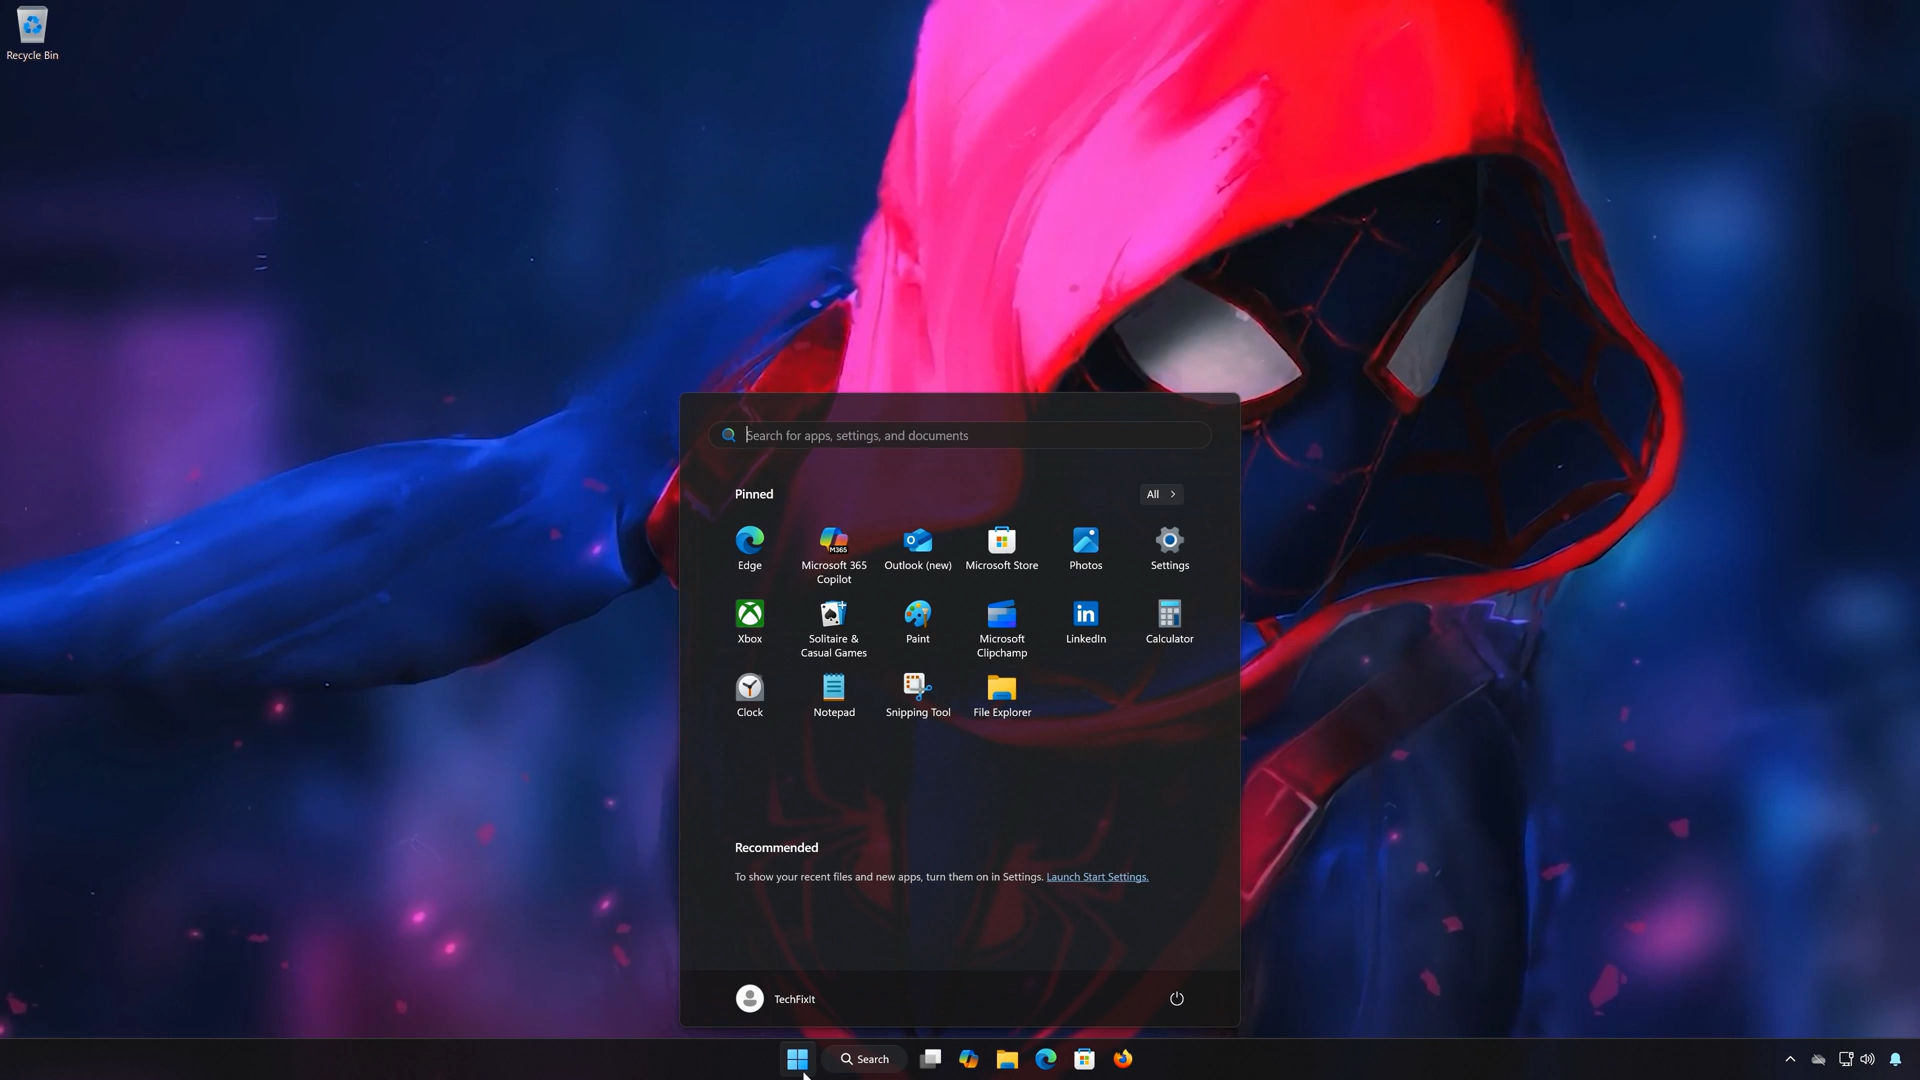 Recycle Bin
Search for apps, settings, and documents
Pinned
All
Edge
Microsoft 365 Copilot
Outlook (new)
Microsoft Store
Photos
Settings
Xbox
Solitaire & Casual Games
Paint
Microsoft Clipchamp
LinkedIn
Calculator
Clock
Notepad
Snipping Tool
File Explorer
Recommended
To show your recent files and new apps, turn them on in Settings. Launch Start Settings.
TechFixIt
Search